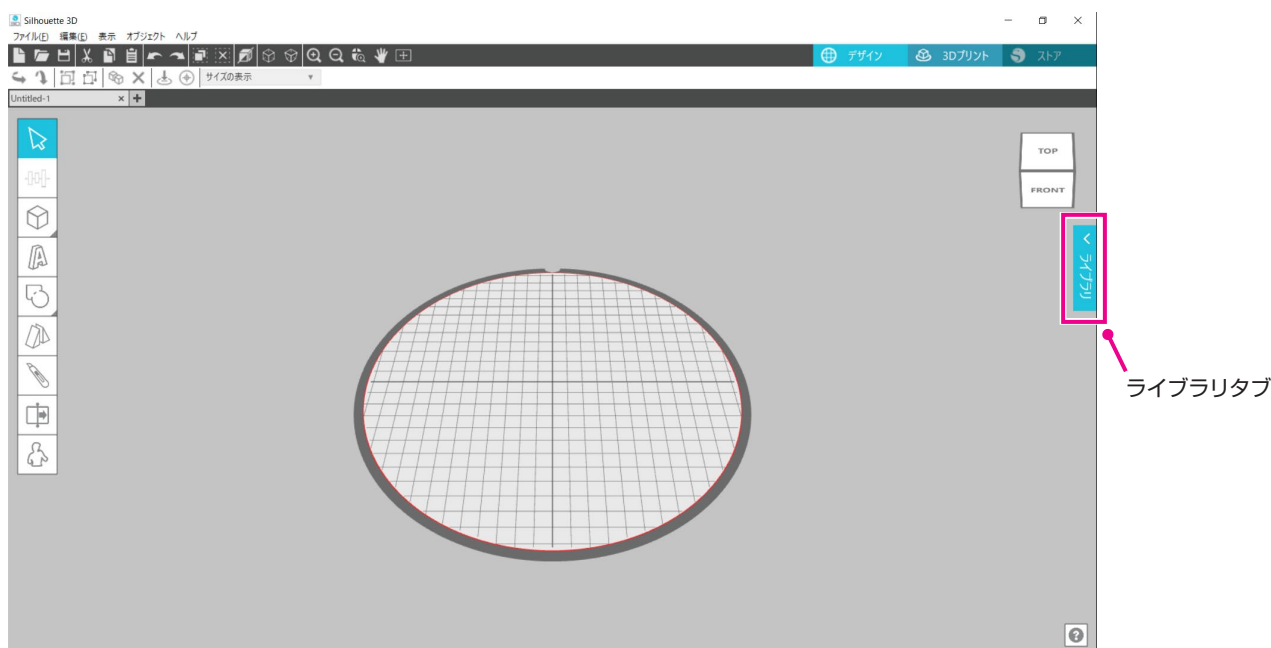 Silhouette 3D
ファイル(F) 編集(E) 表示 オブジェクト ヘルプ
デザイン 3Dプリント ストア
サイズの表示
Untitled-1
TOP
FRONT
ライブラリ
ライブラリタブ